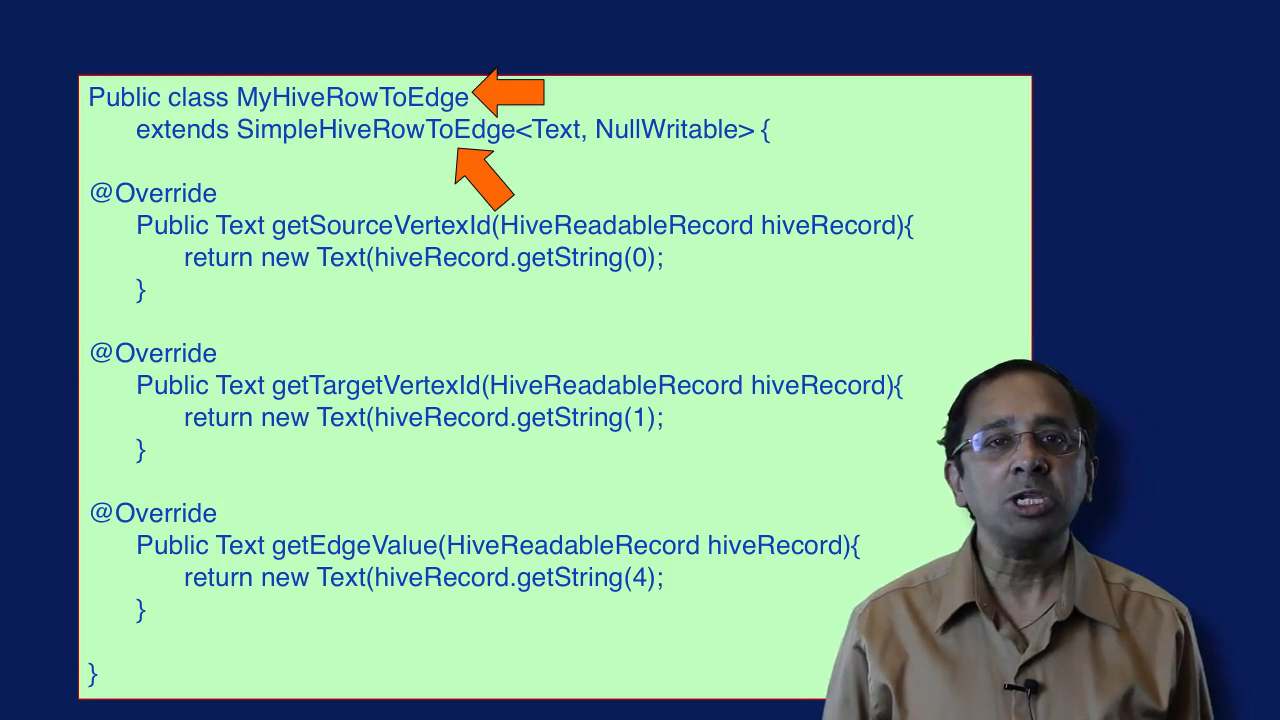 Public class MyHiveRowToEdge
extends SimpleHiveRowToEdge<Text, NullWritable> {
@Override
Public Text getSourceVertexId(HiveReadableRecord hiveRecord){
return new Text(hiveRecord.getString(0);
}
@Override
Public Text getTargetVertexId(HiveReadableRecord hiveRecord){
return new Text(hiveRecord.getString(1);
}
@Override
Public Text getEdgeValue(HiveReadableRecord hiveRecord){
return new Text(hiveRecord.getString(4);
}
}